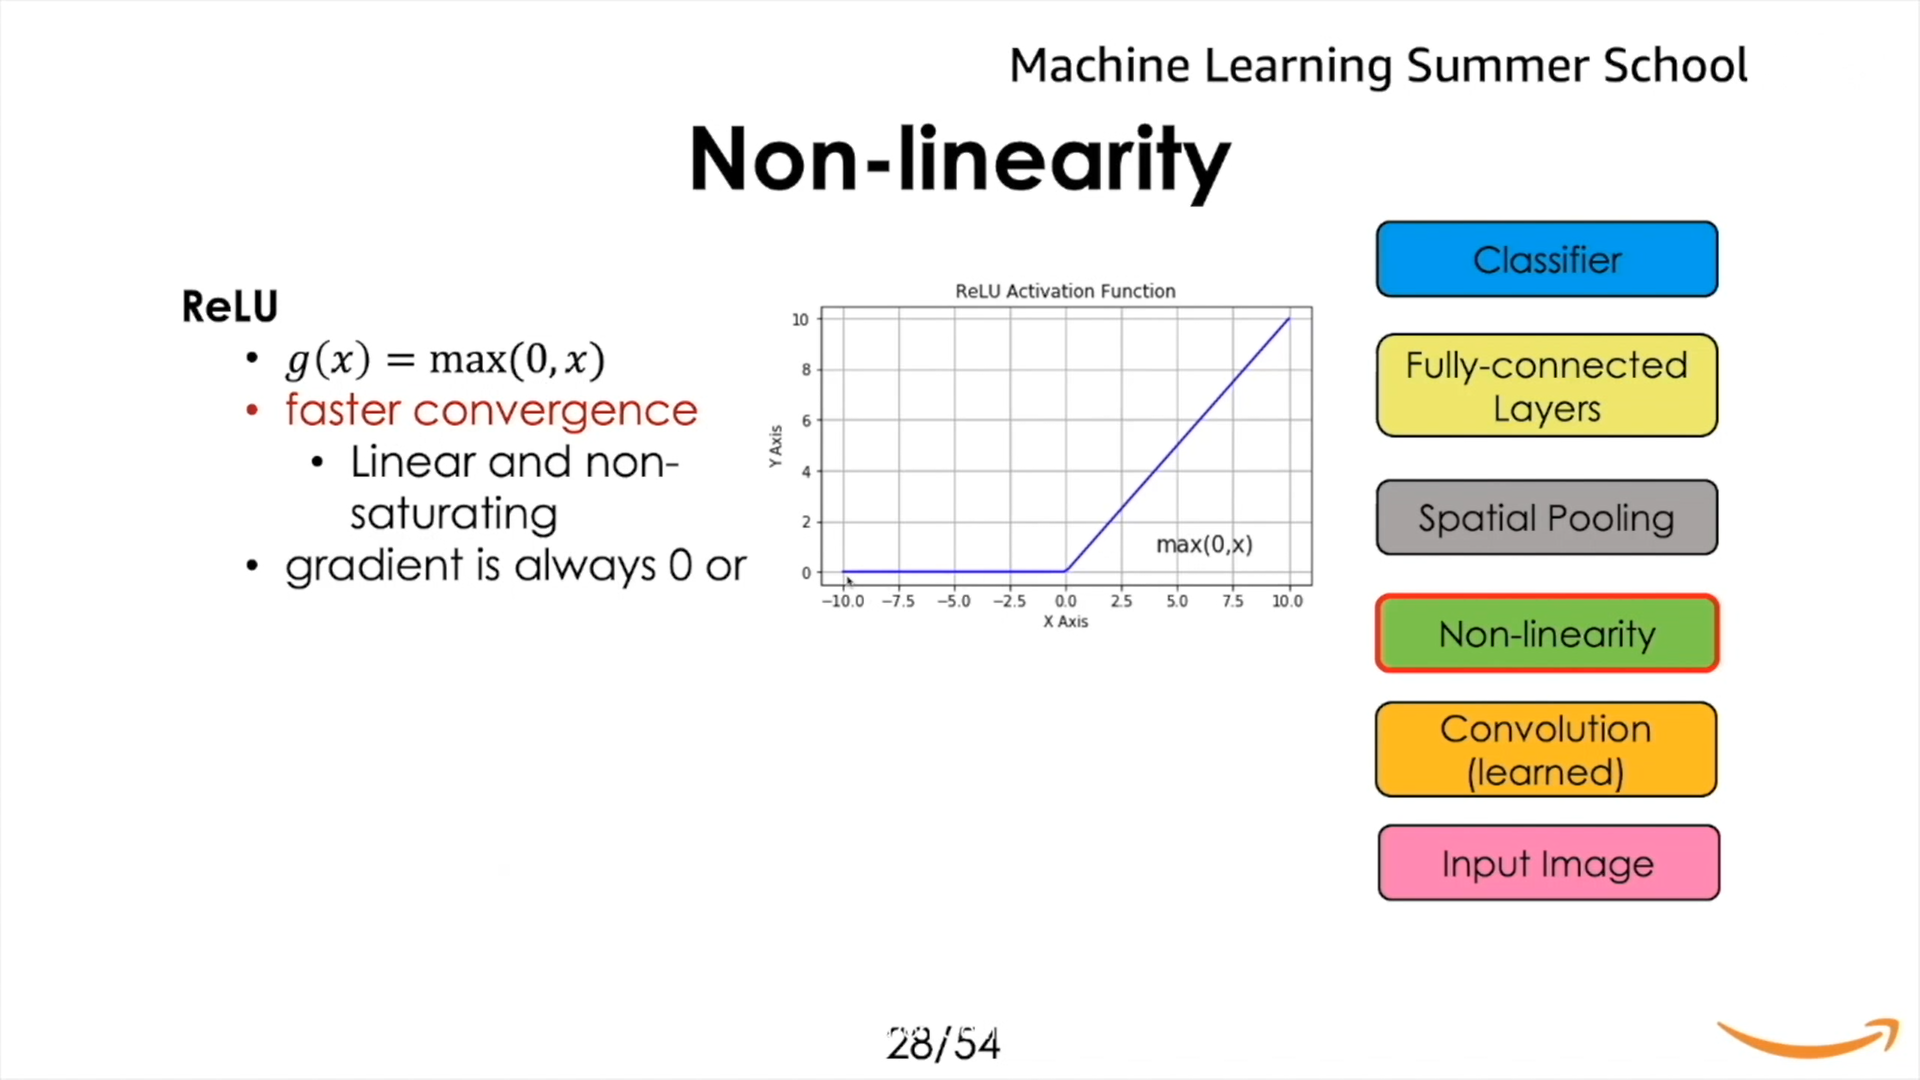 Machine Learning Summer School
Non-linearity
ReLU
• g(x) = max(0, x)
• faster convergence
• Linear and non-
saturating
• gradient is always 0 or
ReLU Activation Function
10
8
6
4
2
0
Y Axis
max(0,x)
−10.0 −7.5 −5.0 −2.5 0.0 2.5 5.0 7.5 10.0
X Axis
Classifier
Fully-connected
Layers
Spatial Pooling
Non-linearity
Convolution
(learned)
Input Image
28/54